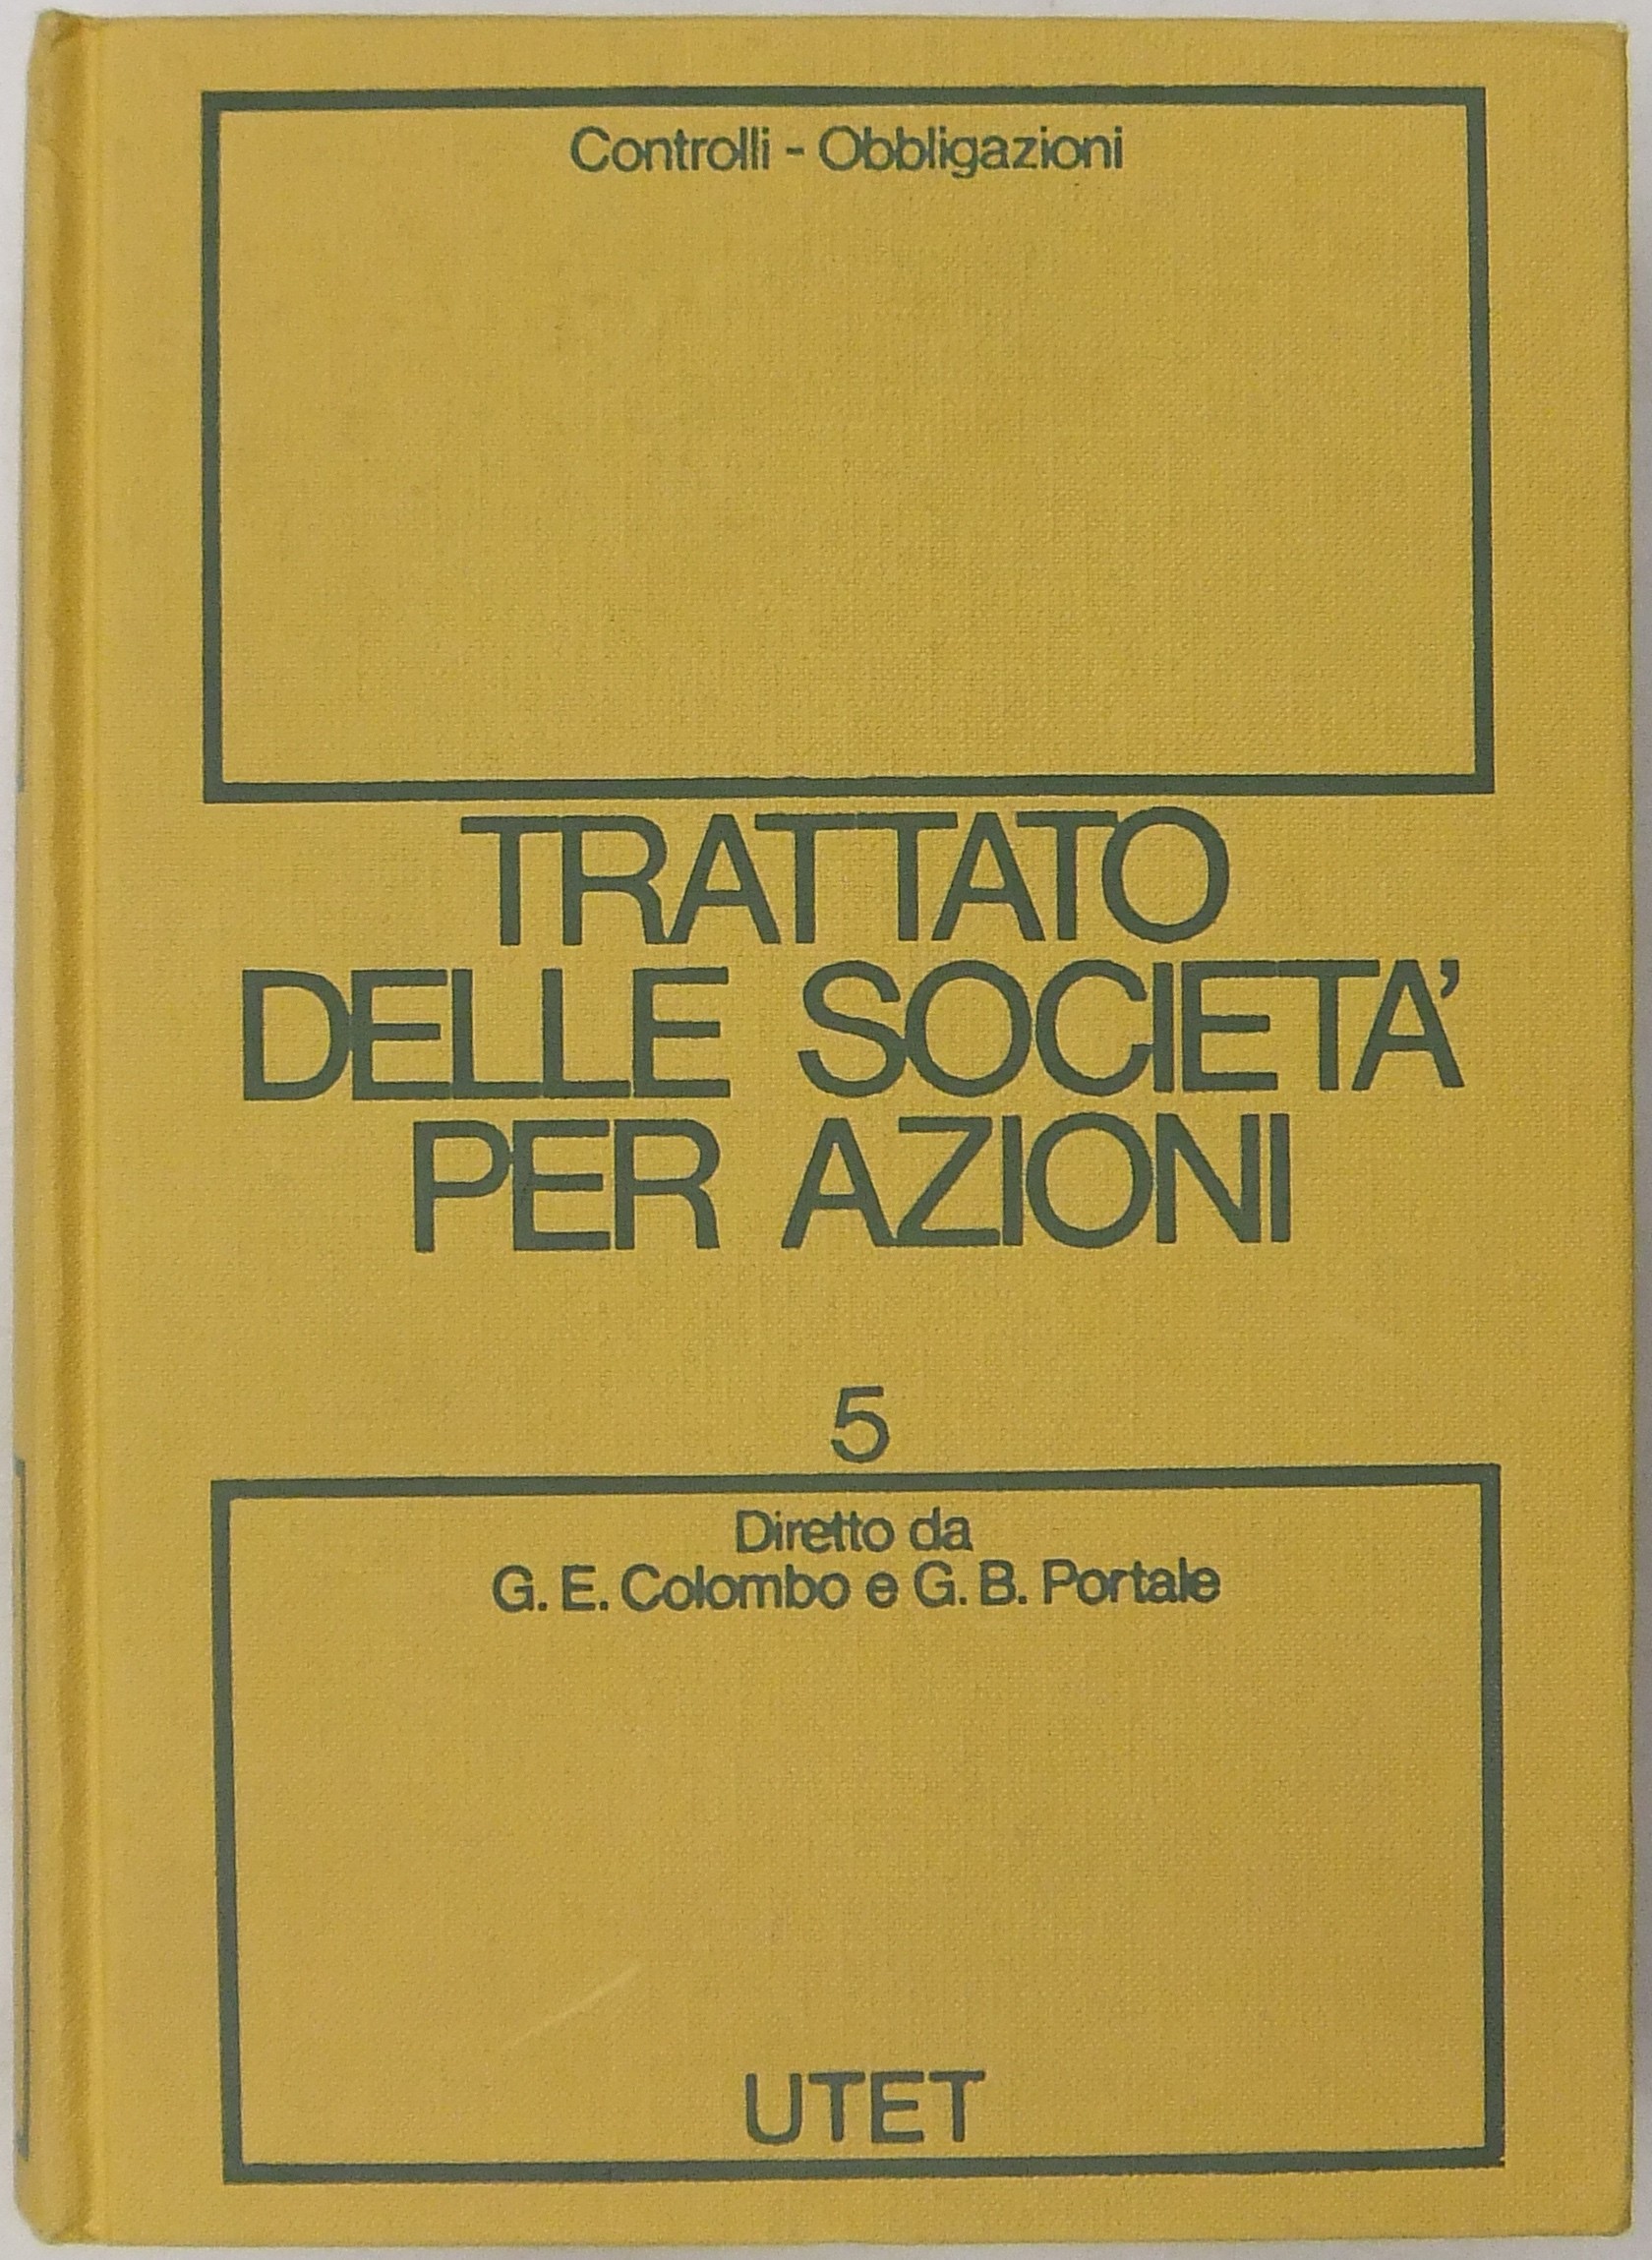 Controlli - Obbligazioni
TRATTATO
DELLE SOCIETA'
PER AZIONI
5
Diretto da
G. E. Colombo e G. B. Portale
UTET